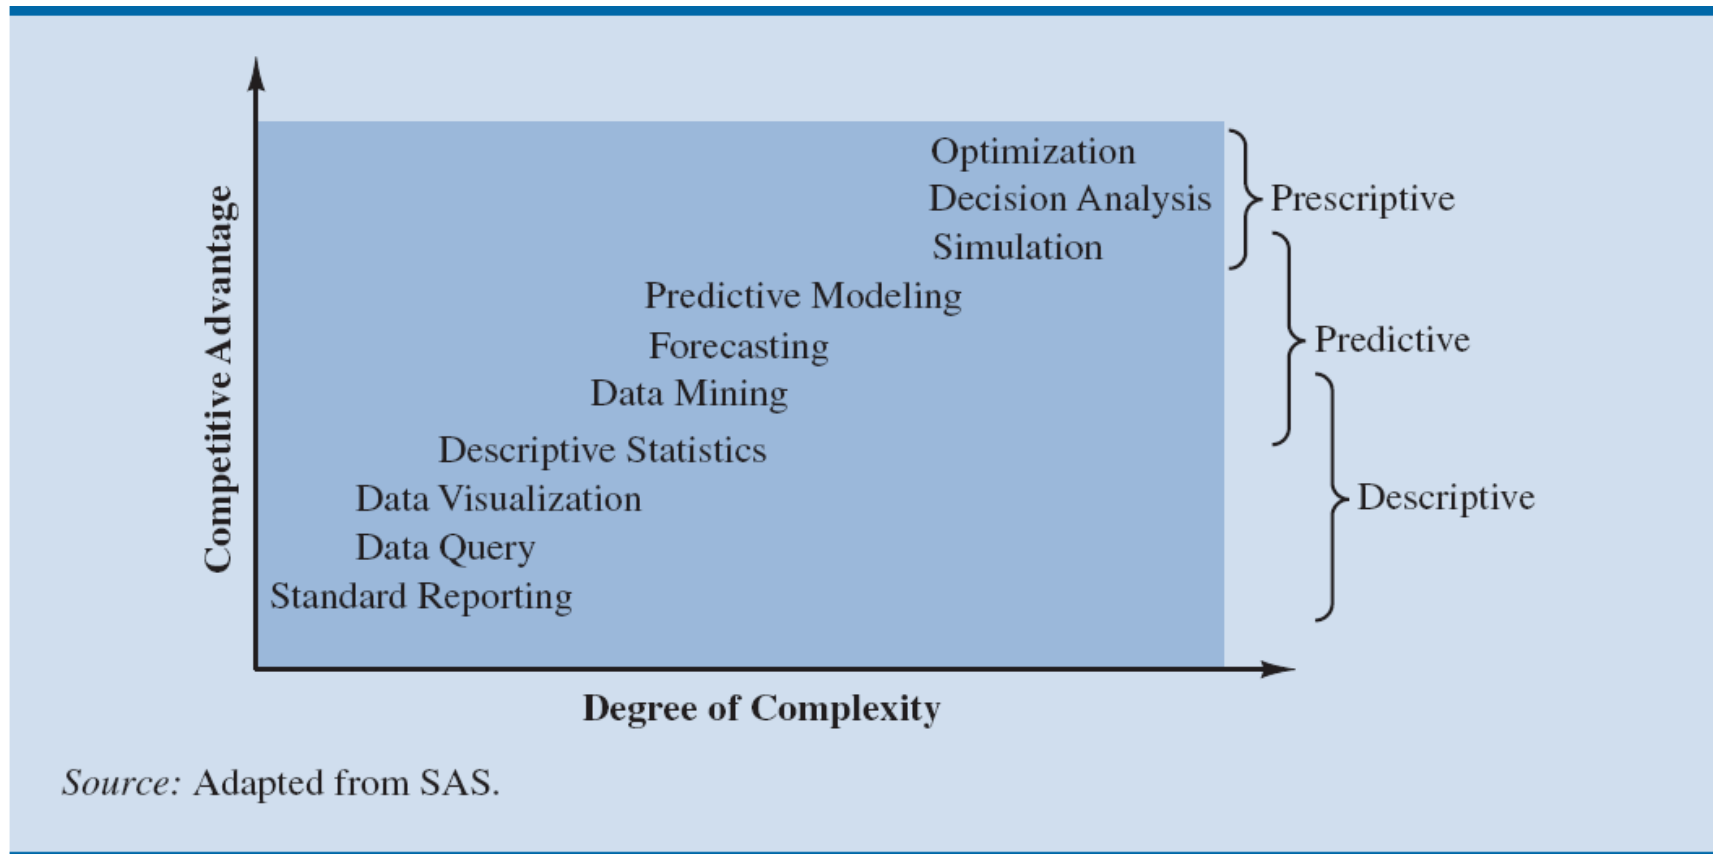 Competitive Advantage
Optimization
Decision Analysis
Simulation
Predictive Modeling
Forecasting
Data Mining
Descriptive Statistics
Data Visualization
Data Query
Standard Reporting
Prescriptive
Predictive
Descriptive
Degree of Complexity
Source: Adapted from SAS.